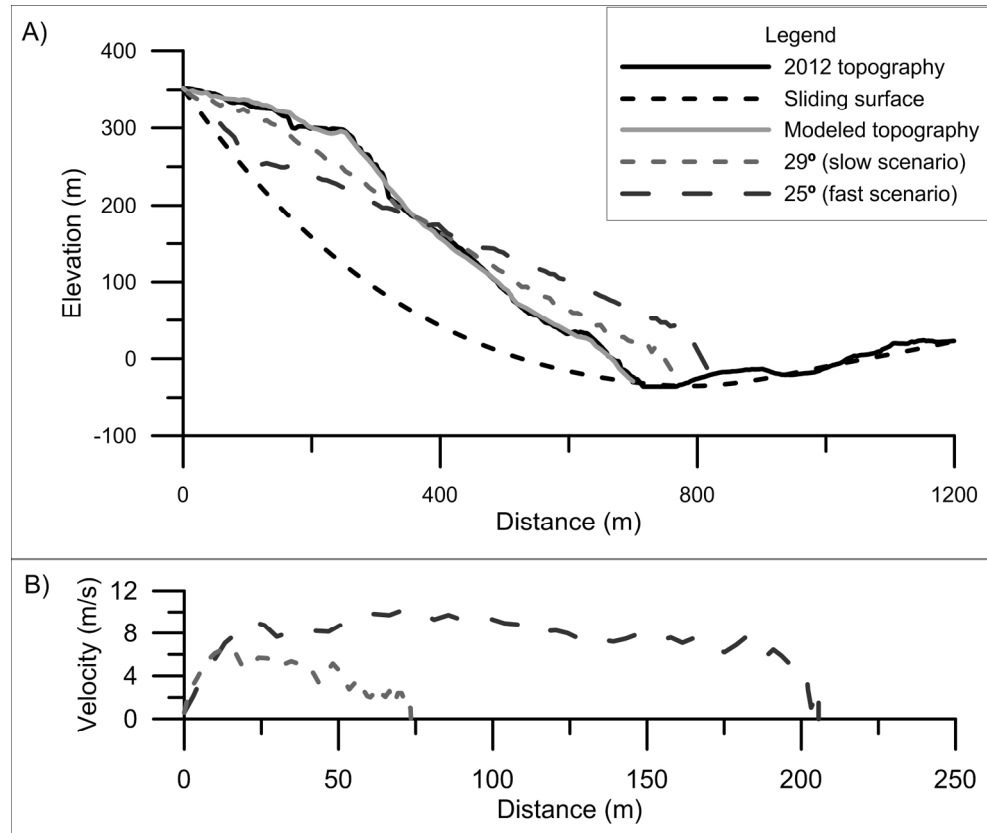 A)
400
300
200
100
0
-100
Elevation (m)
0
400
800
1200
Distance (m)
Legend
2012 topography
Sliding surface
Modeled topography
29º (slow scenario)
25º (fast scenario)
B)
12
8
4
0
Velocity (m/s)
0
50
100
150
200
250
Distance (m)